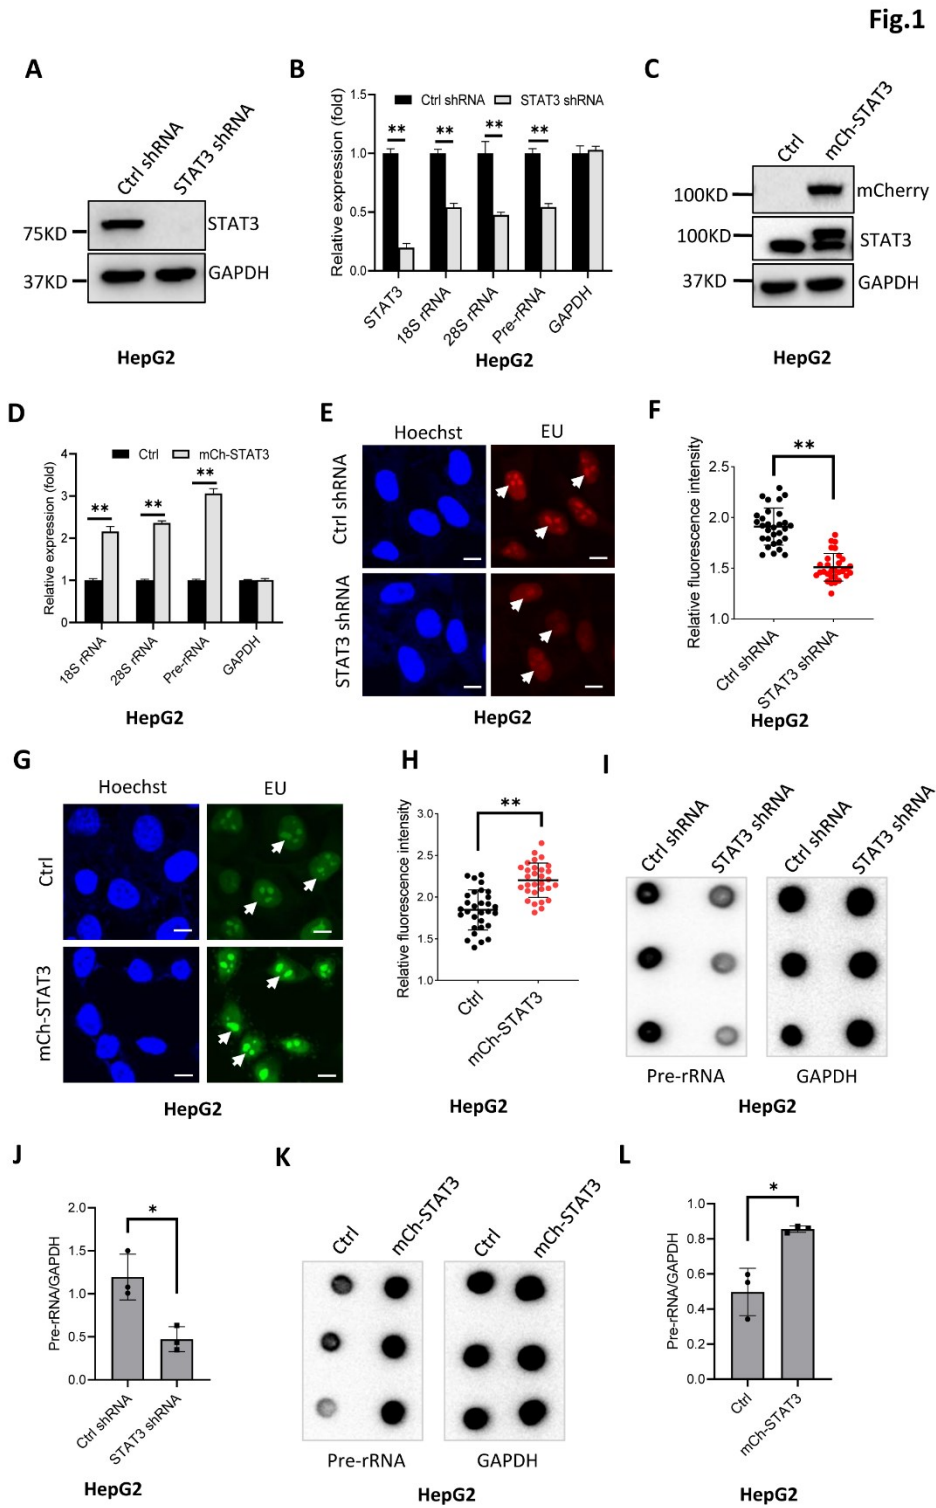 Fig.1
A
Ctrl shRNA
STAT3 shRNA
75KD
STAT3
37KD
GAPDH
HepG2
B
Relative expression (fold)
1.5
1.0
0.5
0.0
Ctrl shRNA
STAT3 shRNA
**
**
**
**
STAT3
18S rRNA
28S rRNA
Pre-rRNA
GAPDH
HepG2
C
Ctrl
mCh-STAT3
100KD
mCherry
100KD
STAT3
37KD
GAPDH
HepG2
D
Relative expression (fold)
4
3
2
1
0
Ctrl
mCh-STAT3
**
**
**
18S rRNA
28S rRNA
Pre-rRNA
GAPDH
HepG2
E
Hoechst
EU
Ctrl shRNA
STAT3 shRNA
HepG2
F
Relative fluorescence intensity
2.5
2.0
1.5
1.0
**
Ctrl shRNA
STAT3 shRNA
HepG2
G
Hoechst
EU
Ctrl
mCh-STAT3
HepG2
H
Relative fluorescence intensity
3.0
2.5
2.0
1.5
1.0
**
Ctrl
mCh-STAT3
HepG2
I
Ctrl shRNA
STAT3 shRNA
Ctrl shRNA
STAT3 shRNA
Pre-rRNA
GAPDH
HepG2
J
Pre-rRNA/GAPDH
2.0
1.5
1.0
0.5
0.0
*
Ctrl shRNA
STAT3 shRNA
HepG2
K
Ctrl
mCh-STAT3
Ctrl
mCh-STAT3
Pre-rRNA
GAPDH
HepG2
L
Pre-rRNA/GAPDH
1.0
0.8
0.6
0.4
0.2
0.0
*
Ctrl
mCh-STAT3
HepG2